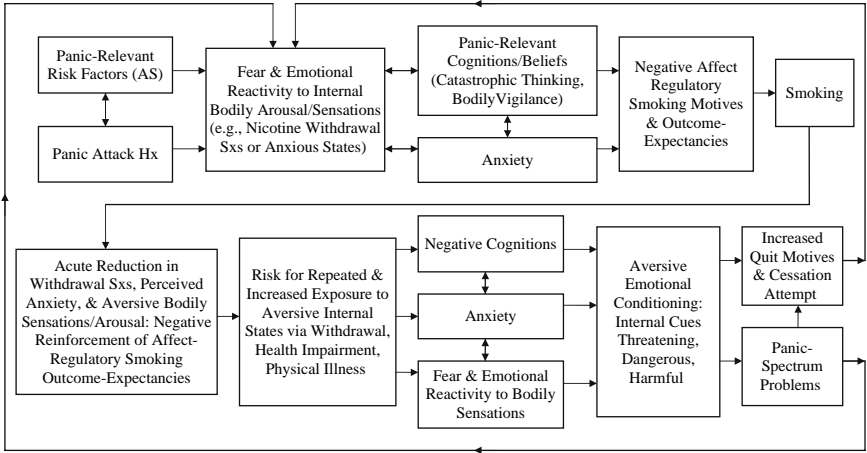 Panic-Relevant
Risk Factors (AS)
Panic Attack Hx
Fear & Emotional
Reactivity to Internal
Bodily Arousal/Sensations
(e.g., Nicotine Withdrawal
Sxs or Anxious States)
Panic-Relevant
Cognitions/Beliefs
(Catastrophic Thinking,
BodilyVigilance)
Anxiety
Negative Affect
Regulatory
Smoking Motives
& Outcome-
Expectancies
Smoking
Acute Reduction in
Withdrawal Sxs, Perceived
Anxiety, & Aversive Bodily
Sensations/Arousal: Negative
Reinforcement of Affect-
Regulatory Smoking
Outcome-Expectancies
Risk for Repeated &
Increased Exposure to
Aversive Internal
States via Withdrawal,
Health Impairment,
Physical Illness
Negative Cognitions
Anxiety
Fear & Emotional
Reactivity to Bodily
Sensations
Aversive
Emotional
Conditioning:
Internal Cues
Threatening,
Dangerous,
Harmful
Increased
Quit Motives
& Cessation
Attempt
Panic-
Spectrum
Problems